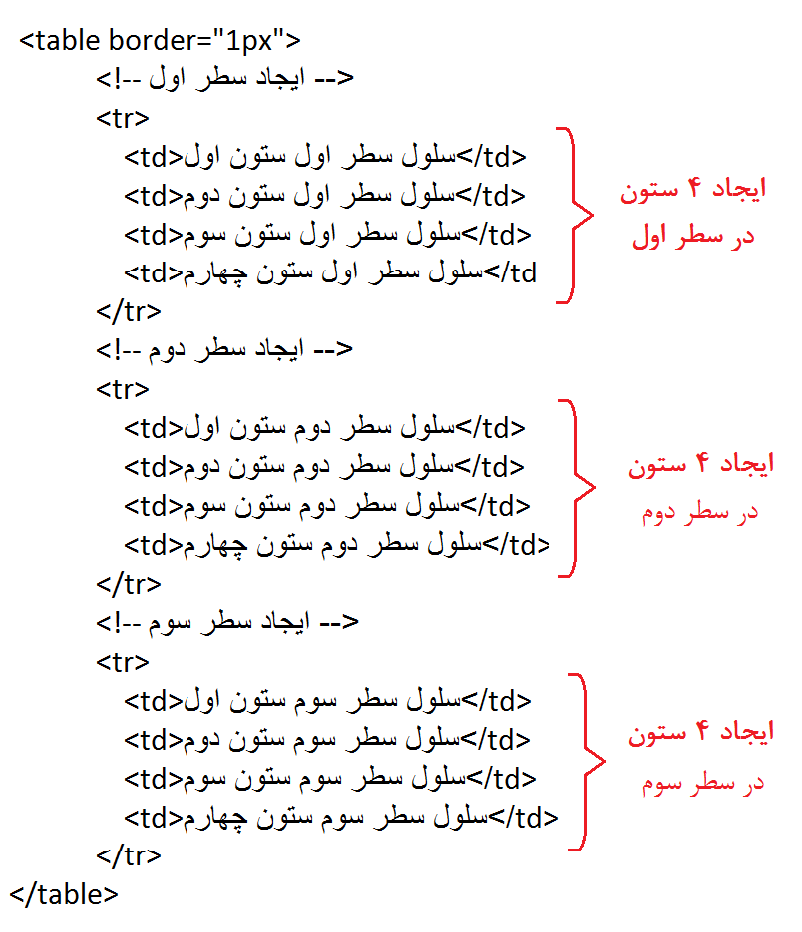 <table border="1px">
<!-- ایجاد سطر اول -->
<tr>
<td>سلول سطر اول ستون اول</td>
<td>سلول سطر اول ستون دوم</td>
<td>سلول سطر اول ستون سوم</td>
<td>سلول سطر اول ستون چهارم</td
ایجاد ۴ ستون
در سطر اول
</tr>
<!-- ایجاد سطر دوم -->
<tr>
<td>سلول سطر دوم ستون اول</td>
<td>سلول سطر دوم ستون دوم</td>
<td>سلول سطر دوم ستون سوم</td>
<td>سلول سطر دوم ستون چهارم</td>
ایجاد ۴ ستون
در سطر دوم
</tr>
<!-- ایجاد سطر سوم -->
<tr>
<td>سلول سطر سوم ستون اول</td>
<td>سلول سطر سوم ستون دوم</td>
<td>سلول سطر سوم ستون سوم</td>
<td>سلول سطر سوم ستون چهارم</td>
ایجاد ۴ ستون
در سطر سوم
</tr>
</table>